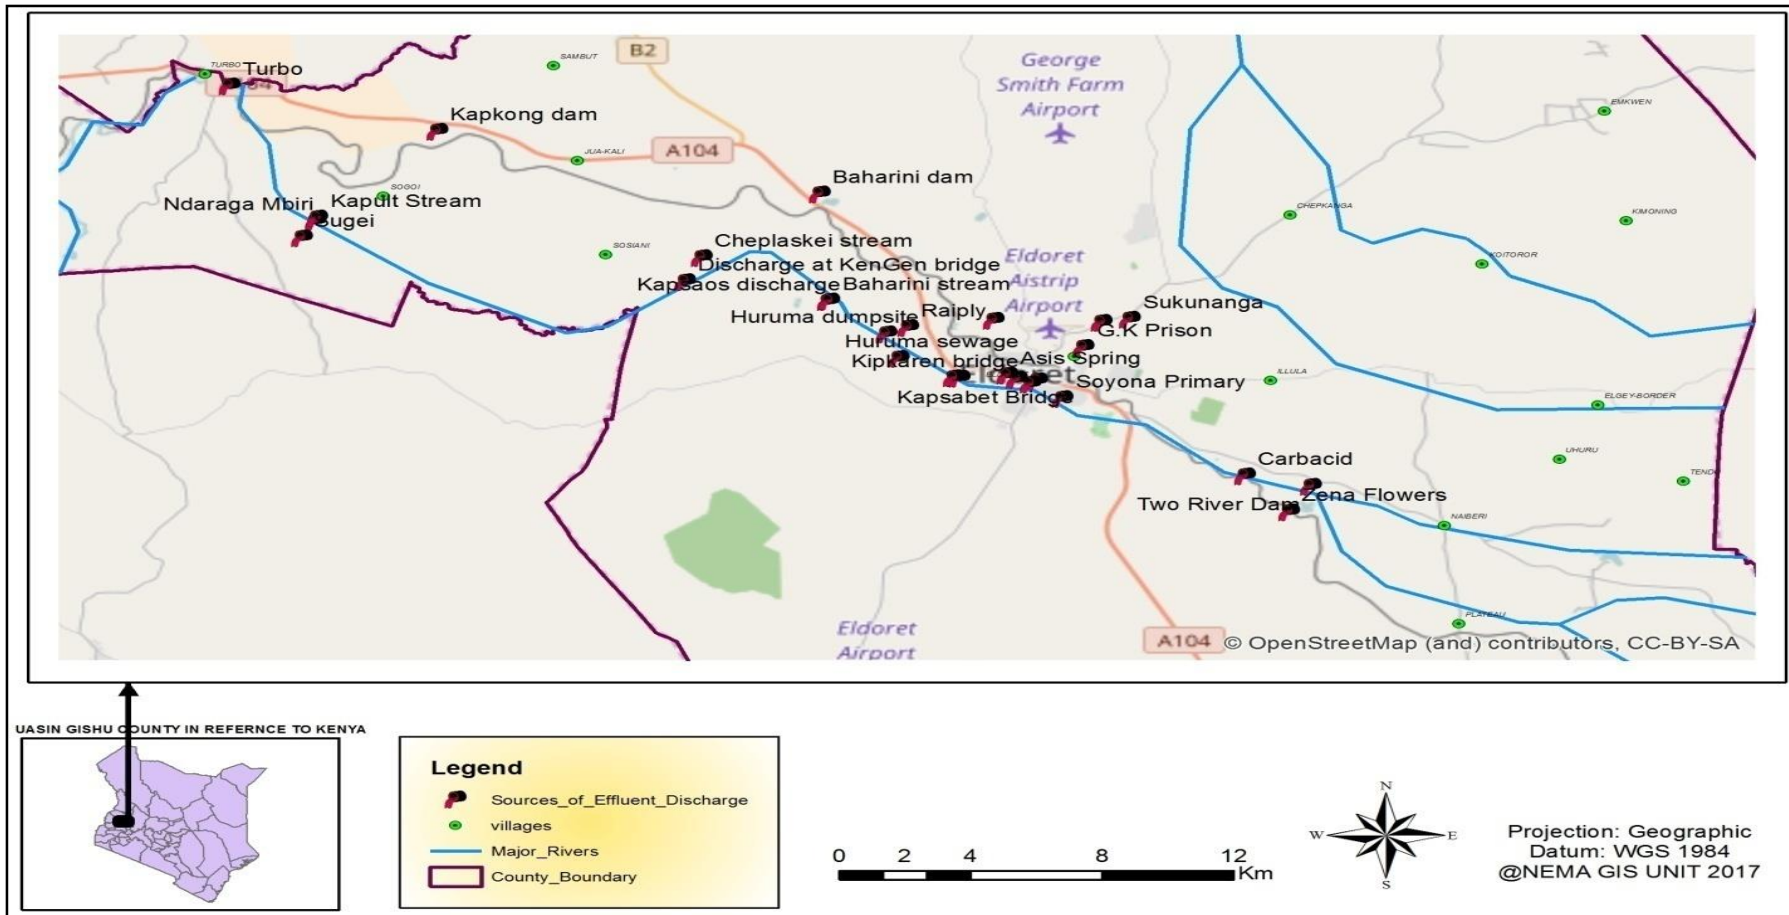 TURBO
Turbo
SAMBUT
B2
George
Smith Farm
Airport
EMKWEN
Kapkong dam
JUA-KALI
A104
Baharini dam
SOGOI
Ndaraga Mbiri
Kapult Stream
Sugei
CHEPKANGA
KIMONING
Cheplaskei stream
SOSIANI
Discharge at KenGen bridge
Eldoret
Aistrip
Airport
KOITOROR
Kapsaos discharge
Baharini stream
Sukunanga
Huruma dumpsite
Raiply
G.K Prison
Huruma sewage
Kipkaren bridge
Asis Spring
Eldoret
Soyona Primary
ILLULA
Kapsabet Bridge
ELGEY-BORDER
Carbacid
UHURU
TENDO
Zena Flowers
Two River Dam
NAIBERI
PLATEAU
Eldoret
Airport
A104
© OpenStreetMap (and) contributors, CC-BY-SA
UASIN GISHU COUNTY IN REFERNCE TO KENYA
Legend
Sources_of_Effluent_Discharge
villages
Major_Rivers
County_Boundary
0 2 4 8 12
Km
N
W E
S
Projection: Geographic
Datum: WGS 1984
@NEMA GIS UNIT 2017